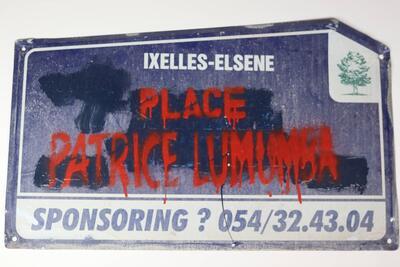 IXELLES-ELSENE
PLACE
PATRICE LUMUMBA
SPONSORING ? 054/32.43.04